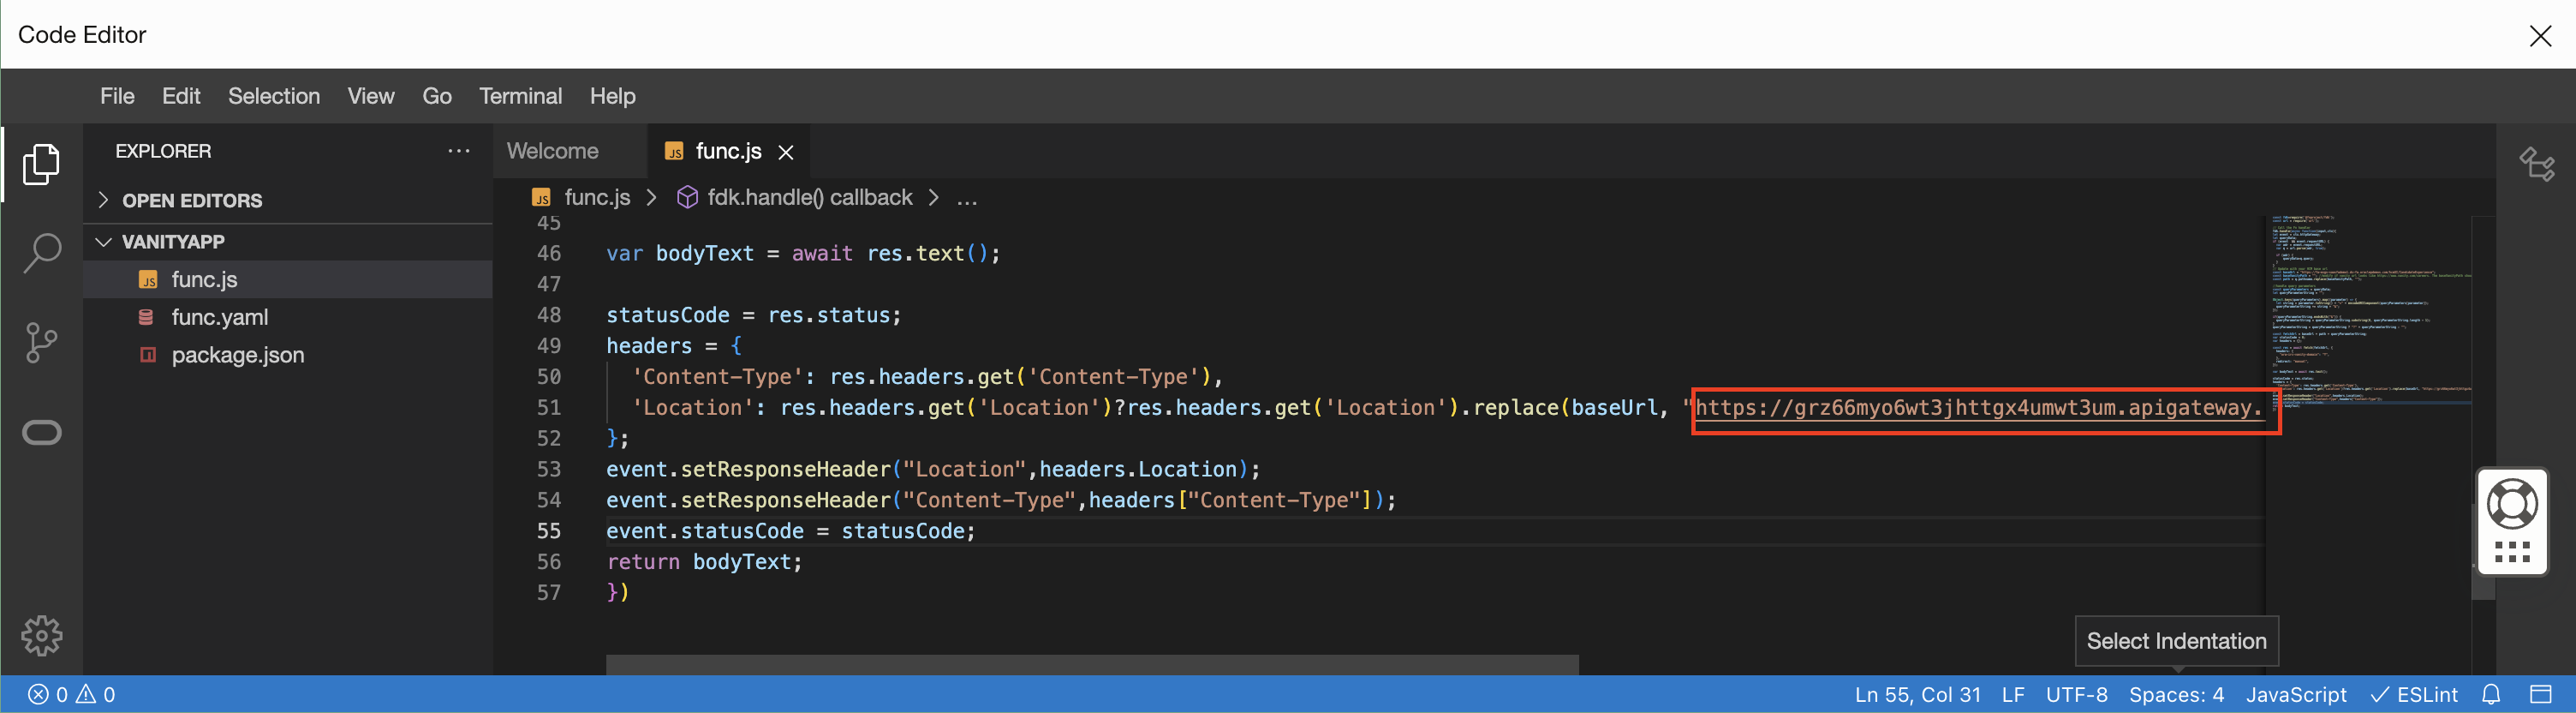 Code Editor
File Edit Selection View Go Terminal Help
EXPLORER
OPEN EDITORS
VANITYAPP
func.js
func.yaml
package.json
Welcome
func.js
func.js > fdk.handle() callback > ...
45
46 var bodyText = await res.text();
47
48 statusCode = res.status;
49 headers = {
50 'Content-Type': res.headers.get('Content-Type'),
51 'Location': res.headers.get('Location')?res.headers.get('Location').replace(baseUrl, "https://grz66myo6wt3jhttgx4umwt3um.apigateway.
52 };
53 event.setResponseHeader("Location",headers.Location);
54 event.setResponseHeader("Content-Type",headers["Content-Type"]);
55 event.statusCode = statusCode;
56 return bodyText;
57 })
Select Indentation
0 0
Ln 55, Col 31 LF UTF-8 Spaces: 4 JavaScript ESLint